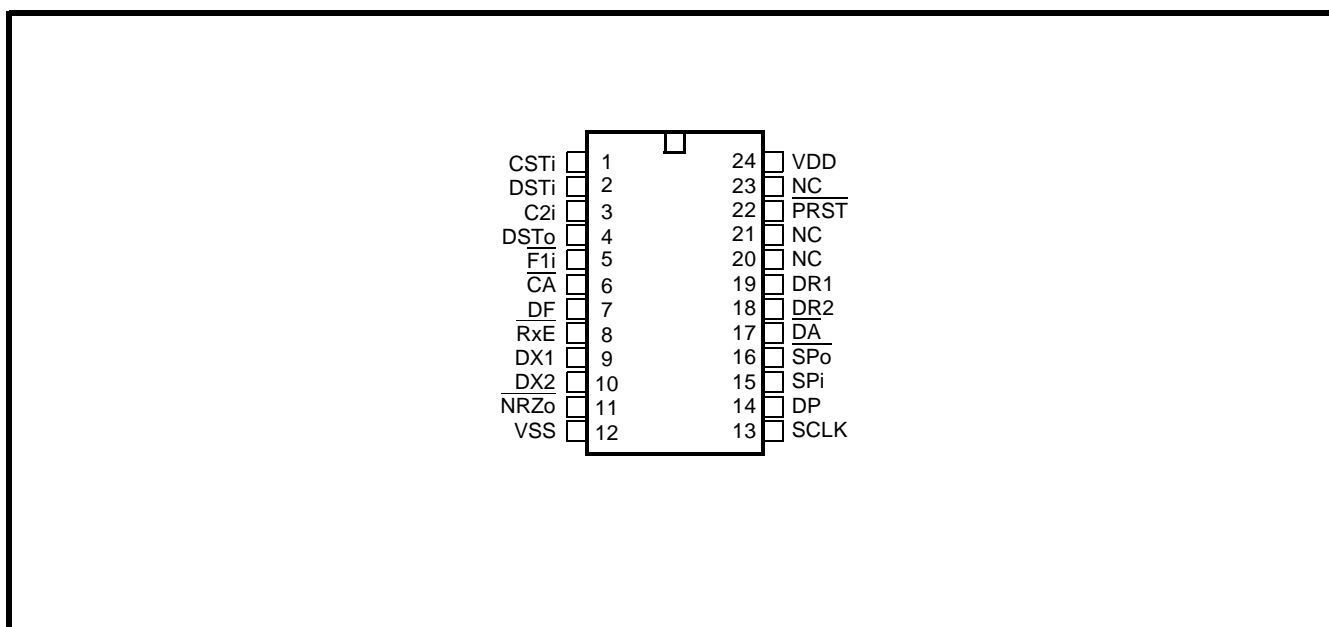 CSTi 1 24 VDD
DSTi 2 23 NC
C2i 3 22 PRST
DSTo 4 21 NC
F1i 5 20 NC
CA 6 19 DR1
DF 7 18 DR2
RxE 8 17 DA
DX1 9 16 SPo
DX2 10 15 SPi
NRZo 11 14 DP
VSS 12 13 SCLK